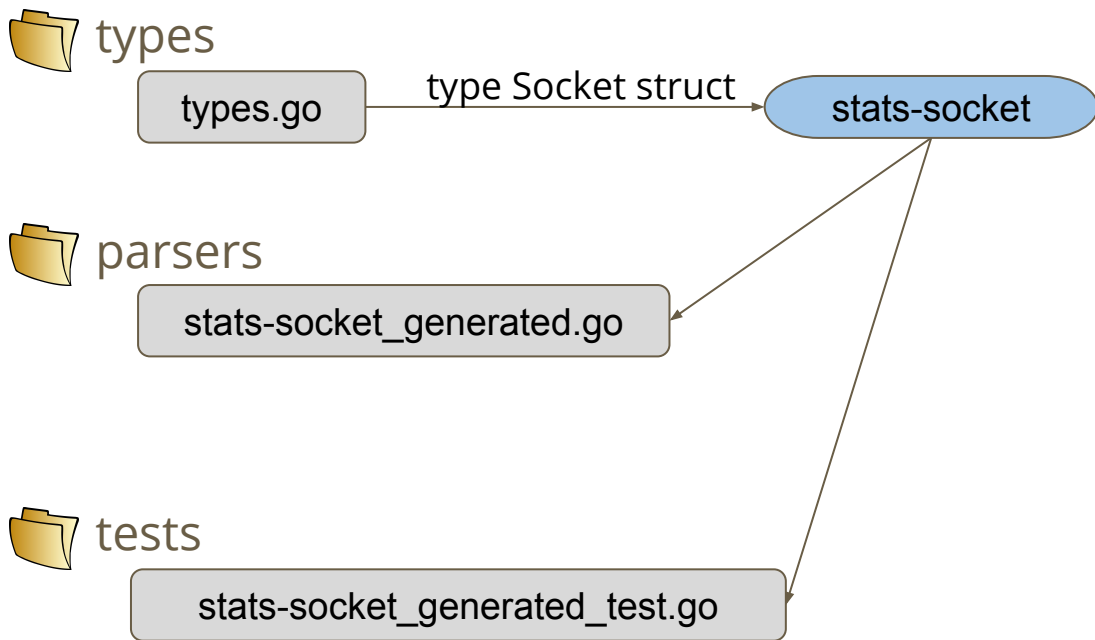 types
types.go
type Socket struct
stats-socket
parsers
stats-socket_generated.go
tests
stats-socket_generated_test.go